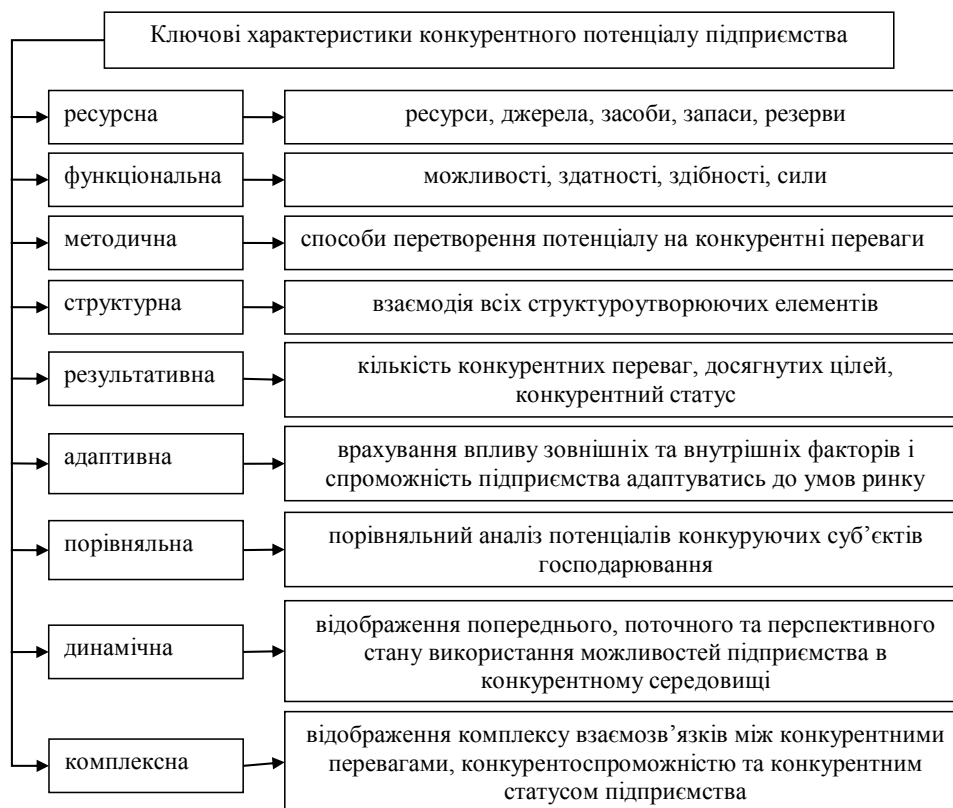 Ключові характеристики конкурентного потенціалу підприємства
ресурсна
ресурси, джерела, засоби, запаси, резерви
функціональна
можливості, здатності, здібності, сили
методична
способи перетворення потенціалу на конкурентні переваги
структурна
взаємодія всіх структуроутворюючих елементів
результативна
кількість конкурентних переваг, досягнутих цілей,
конкурентний статус
адаптивна
врахування впливу зовнішніх та внутрішніх факторів і
спроможність підприємства адаптуватись до умов ринку
порівняльна
порівняльний аналіз потенціалів конкуруючих суб’єктів
господарювання
динамічна
відображення попереднього, поточного та перспективного
стану використання можливостей підприємства в
конкурентному середовищі
комплексна
відображення комплексу взаємозв’язків між конкурентними
перевагами, конкурентоспроможністю та конкурентним
статусом підприємства